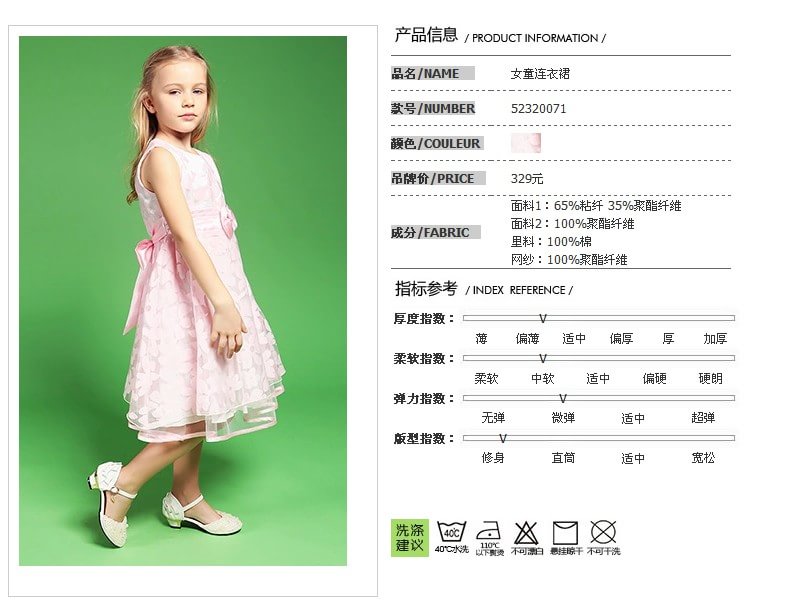 产品信息 / PRODUCT INFORMATION /
品名/NAME 女童连衣裙
款号/NUMBER 52320071
颜色/COULEUR
吊牌价/PRICE 329元
成分/FABRIC
面料1：65%粘纤 35%聚酯纤维
面料2：100%聚酯纤维
里料：100%棉
网纱：100%聚酯纤维
指标参考 / INDEX REFERENCE /
厚度指数：
薄 偏薄 适中 偏厚 厚 加厚
柔软指数：
柔软 中软 适中 偏硬 硬朗
弹力指数：
无弹 微弹 适中 超弹
版型指数：
修身 直筒 适中 宽松
洗涤
建议
40℃
40℃水洗
110℃
以下熨烫
不可漂白
悬挂晾干
不可干洗